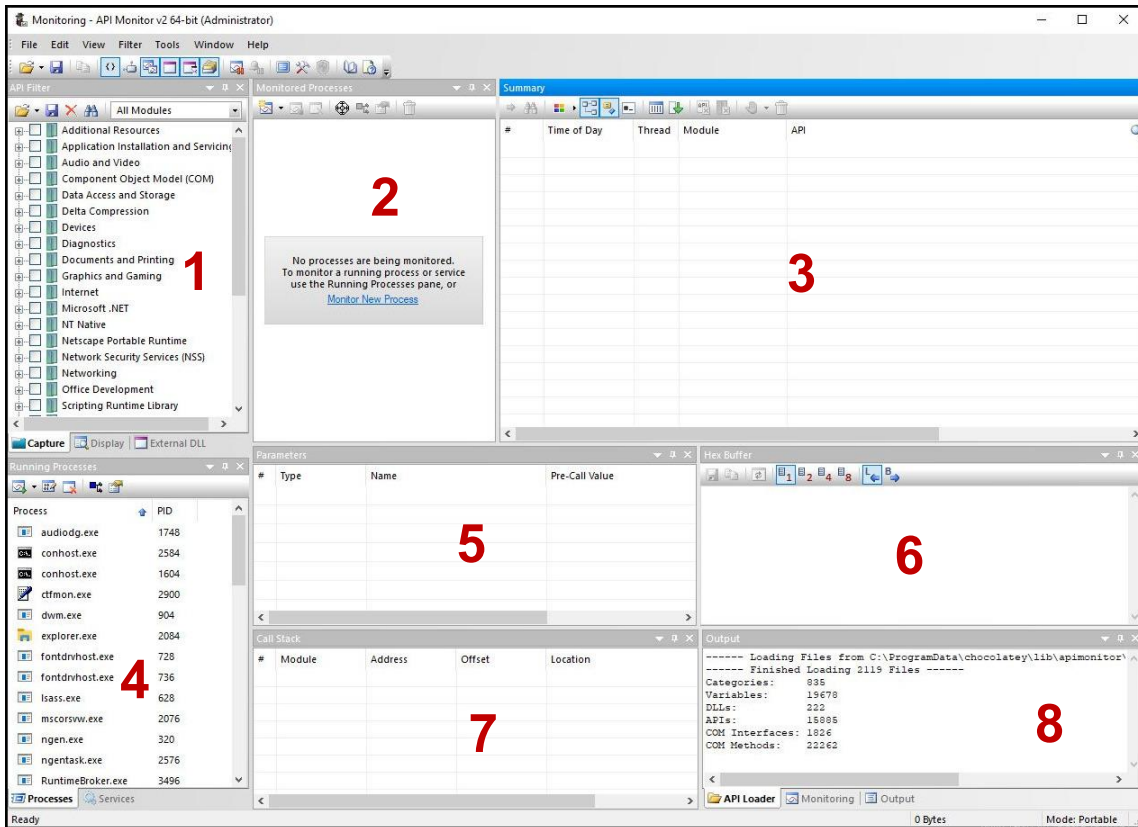 Monitoring - API Monitor v2 64-bit (Administrator)
File Edit View Filter Tools Window Help
API Filter
All Modules
Additional Resources
Application Installation and Servicing
Audio and Video
Component Object Model (COM)
Data Access and Storage
Delta Compression
Devices
Diagnostics
Documents and Printing
Graphics and Gaming
Internet
Microsoft .NET
NT Native
Netscape Portable Runtime
Network Security Services (NSS)
Networking
Office Development
Scripting Runtime Library
1
Capture Display External DLL
Monitored Processes
2
No processes are being monitored.
To monitor a running process or service
use the Running Processes pane, or
Monitor New Process
Summary
# Time of Day Thread Module API
3
Running Processes
Process PID
audiodg.exe 1748
conhost.exe 2584
conhost.exe 1604
ctfmon.exe 2900
dwm.exe 904
explorer.exe 2084
fontdrvhost.exe 728
fontdrvhost.exe 736
lsass.exe 628
mscorsvw.exe 2076
ngen.exe 320
ngentask.exe 2576
RuntimeBroker.exe 3496
4
Processes Services
Parameters
# Type Name Pre-Call Value
5
Hex Buffer
1 2 4 8 L B
6
Call Stack
# Module Address Offset Location
7
Output
------ Loading Files from C:\ProgramData\chocolatey\lib\apimonitor\
------ Finished Loading 2119 Files ------
Categories: 835
Variables: 19678
DLLs: 222
APIs: 15885
COM Interfaces: 1826
COM Methods: 22262
8
API Loader Monitoring Output
Ready 0 Bytes Mode: Portable